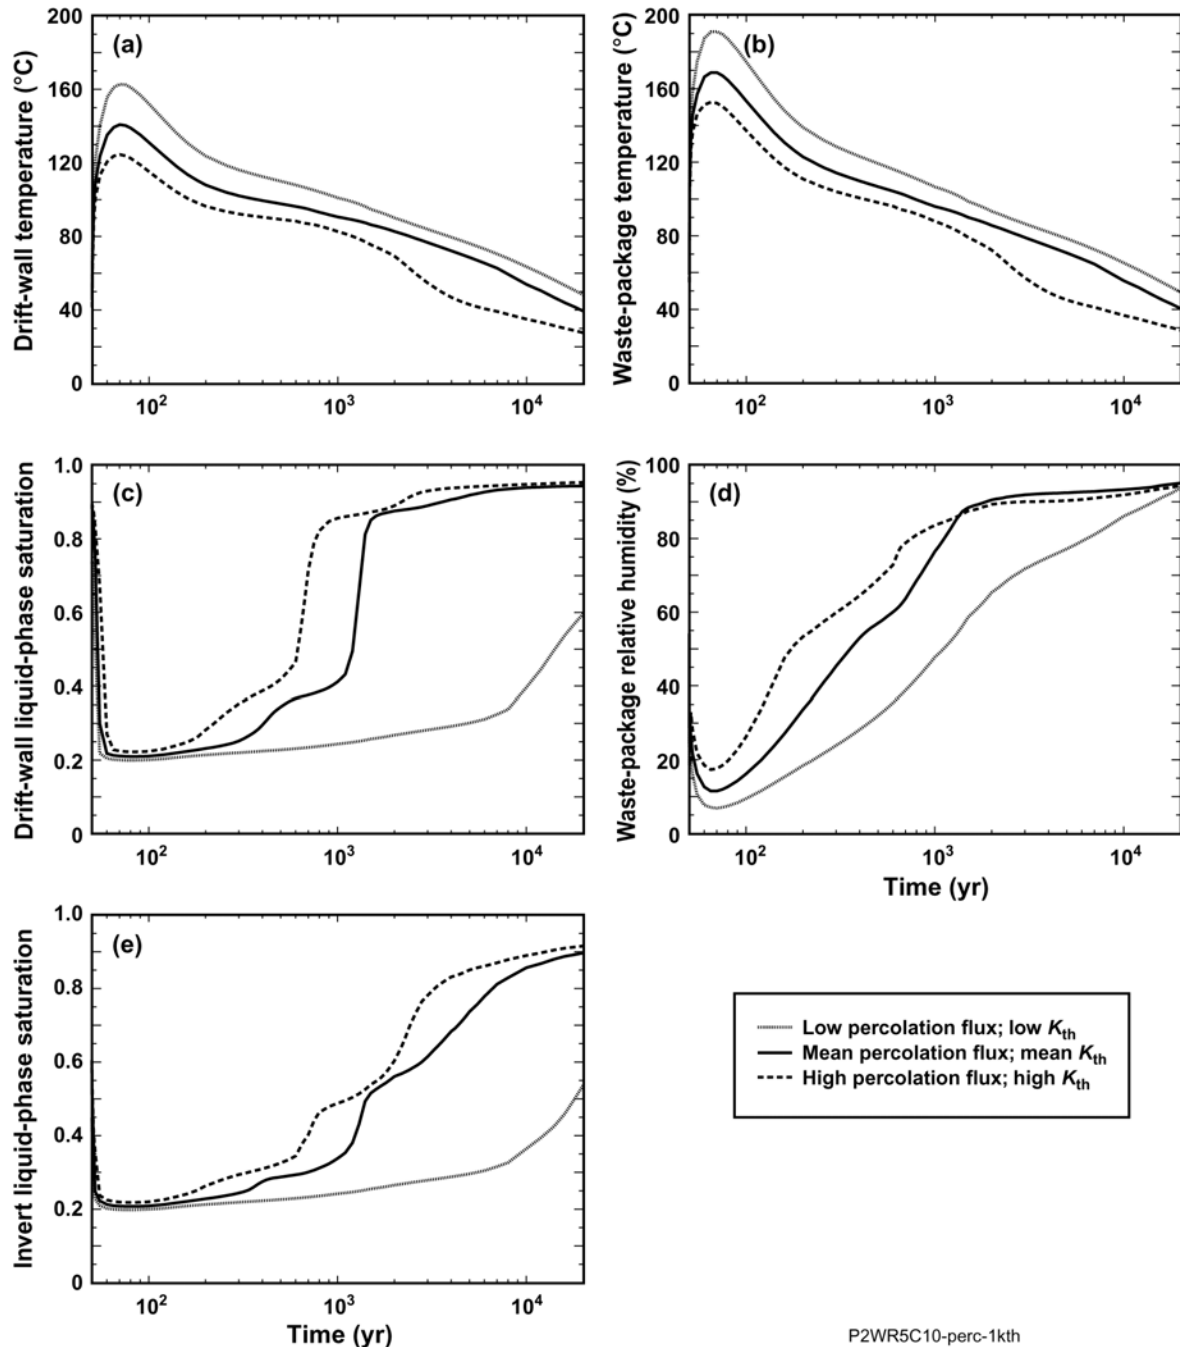 (a)
Drift-wall temperature (°C)
200
160
120
80
40
0
10²
10³
10⁴
(b)
Waste-package temperature (°C)
200
160
120
80
40
0
10²
10³
10⁴
(c)
Drift-wall liquid-phase saturation
1.0
0.8
0.6
0.4
0.2
0
10²
10³
10⁴
(d)
Waste-package relative humidity (%)
100
80
60
40
20
0
10²
10³
10⁴
Time (yr)
(e)
Invert liquid-phase saturation
1.0
0.8
0.6
0.4
0.2
0
10²
10³
10⁴
Time (yr)
Low percolation flux; low Kth
Mean percolation flux; mean Kth
High percolation flux; high Kth
P2WR5C10-perc-1kth